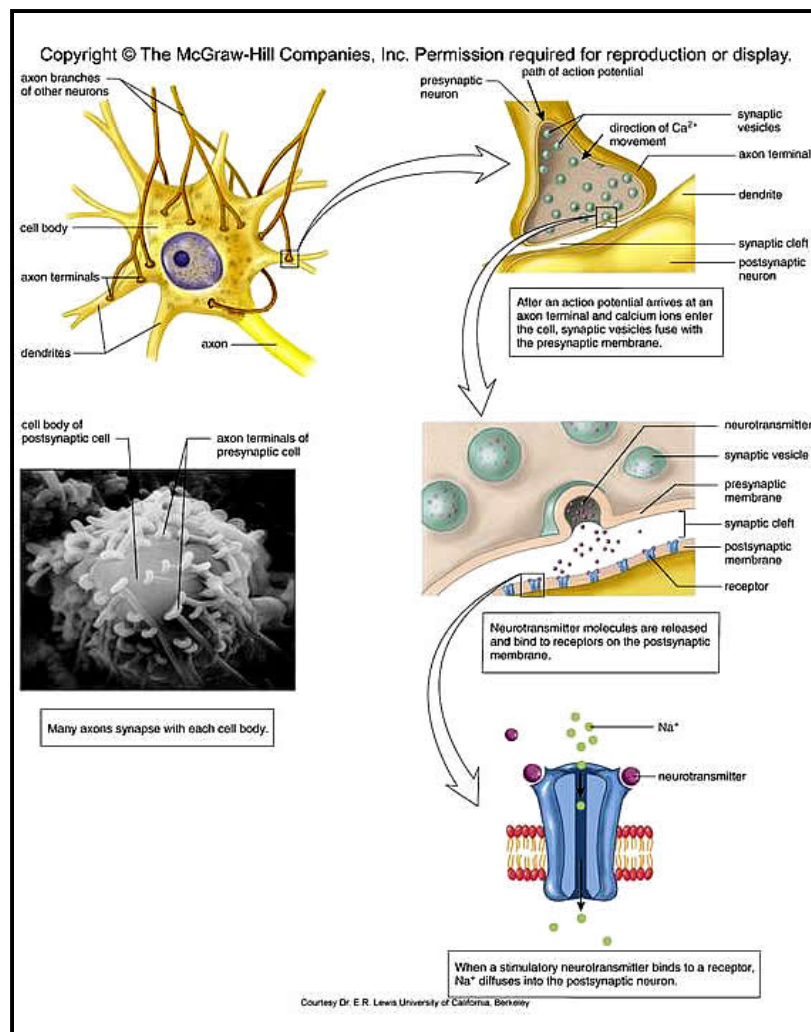 Copyright © The McGraw-Hill Companies, Inc. Permission required for reproduction or display.
axon branches
of other neurons
cell body
axon terminals
dendrites
axon
presynaptic
neuron
path of action potential
direction of Ca2+
movement
synaptic
vesicles
axon terminal
dendrite
synaptic cleft
postsynaptic
neuron
After an action potential arrives at an
axon terminal and calcium ions enter
the cell, synaptic vesicles fuse with
the presynaptic membrane.
cell body of
postsynaptic cell
axon terminals of
presynaptic cell
Many axons synapse with each cell body.
neurotransmitter
synaptic vesicle
presynaptic
membrane
synaptic cleft
postsynaptic
membrane
receptor
Neurotransmitter molecules are released
and bind to receptors on the postsynaptic
membrane.
Na+
neurotransmitter
When a stimulatory neurotransmitter binds to a receptor,
Na+ diffuses into the postsynaptic neuron.
Courtesy Dr. E.R. Lewis University of California, Berkeley